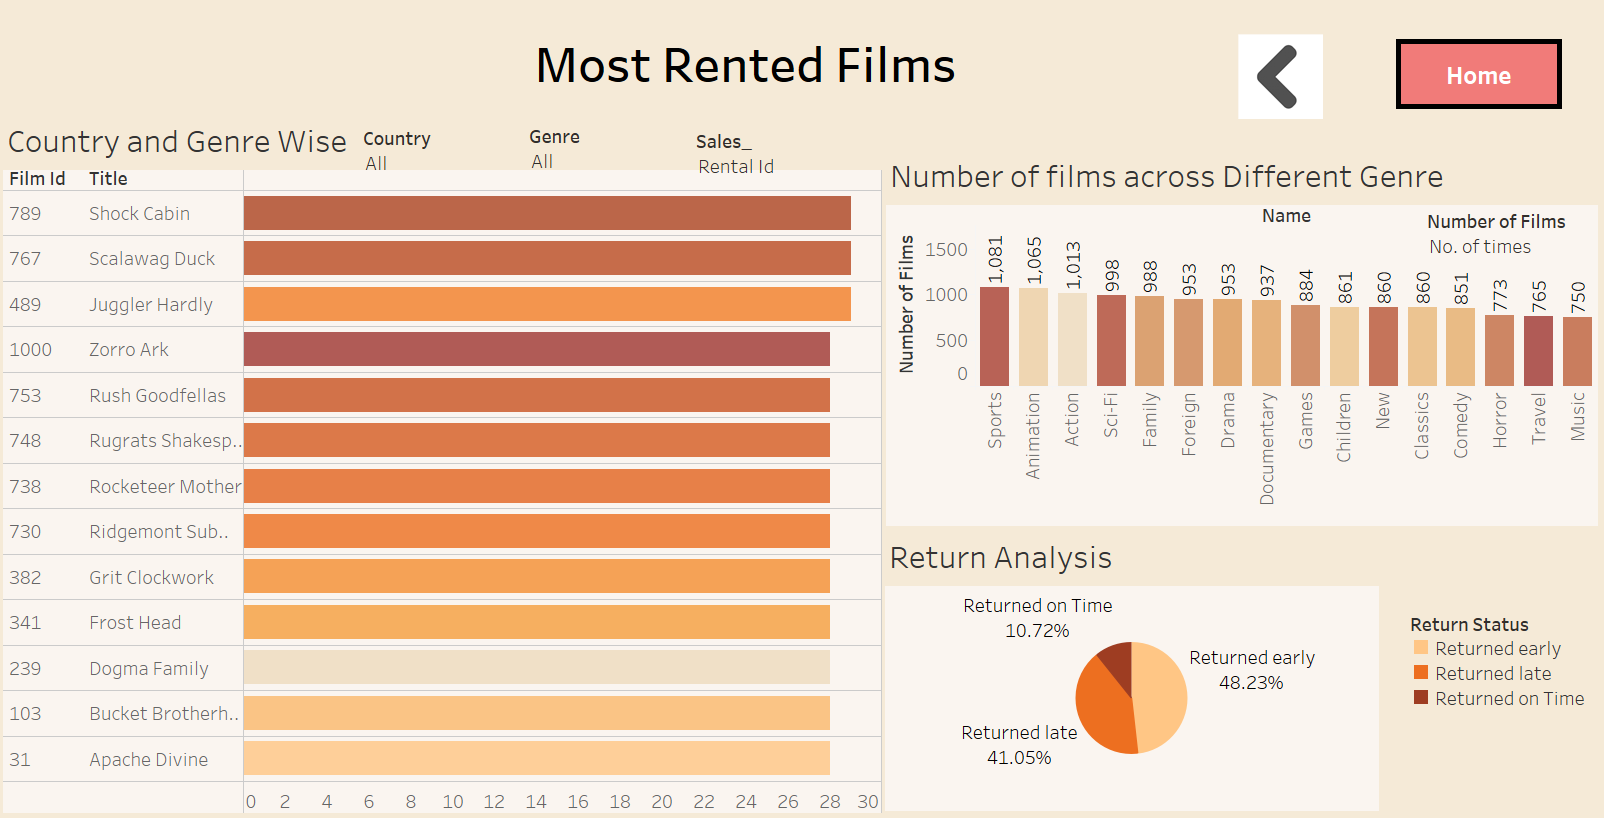 Most Rented Films
Home
Country and Genre Wise
Country
All
Genre
All
Sales_
Rental Id
Film Id Title
789 Shock Cabin
767 Scalawag Duck
489 Juggler Hardly
1000 Zorro Ark
753 Rush Goodfellas
748 Rugrats Shakesp..
738 Rocketeer Mother
730 Ridgemont Sub..
382 Grit Clockwork
341 Frost Head
239 Dogma Family
103 Bucket Brotherh..
31 Apache Divine
0 2 4 6 8 10 12 14 16 18 20 22 24 26 28 30
Number of films across Different Genre
Name
Number of Films
No. of times
Number of Films
1500
1000
500
0
1,081 1,065 1,013 998 988 953 953 937 884 861 860 860 851 773 765 750
Sports Animation Action Sci-Fi Family Foreign Drama Documentary Games Children New Classics Comedy Horror Travel Music
Return Analysis
Returned on Time
10.72%
Returned early
48.23%
Returned late
41.05%
Return Status
Returned early
Returned late
Returned on Time